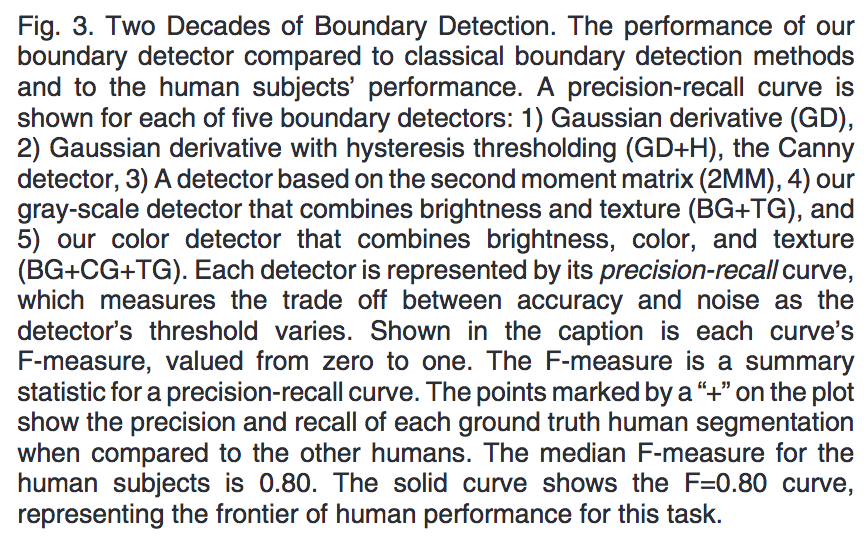 Fig. 3. Two Decades of Boundary Detection. The performance of our
boundary detector compared to classical boundary detection methods
and to the human subjects’ performance. A precision-recall curve is
shown for each of five boundary detectors: 1) Gaussian derivative (GD),
2) Gaussian derivative with hysteresis thresholding (GD+H), the Canny
detector, 3) A detector based on the second moment matrix (2MM), 4) our
gray-scale detector that combines brightness and texture (BG+TG), and
5) our color detector that combines brightness, color, and texture
(BG+CG+TG). Each detector is represented by its precision-recall curve,
which measures the trade off between accuracy and noise as the
detector’s threshold varies. Shown in the caption is each curve’s
F-measure, valued from zero to one. The F-measure is a summary
statistic for a precision-recall curve. The points marked by a “+” on the plot
show the precision and recall of each ground truth human segmentation
when compared to the other humans. The median F-measure for the
human subjects is 0.80. The solid curve shows the F=0.80 curve,
representing the frontier of human performance for this task.